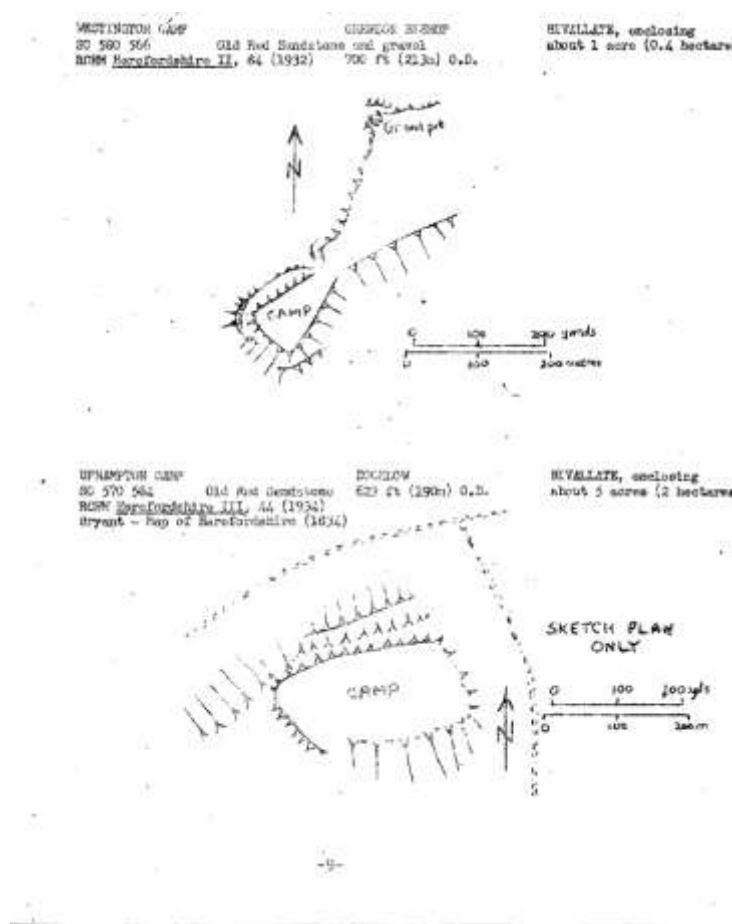 WESTINGTON CAMP
SO 580 566 Old Red Sandstone and gravel
RCHM Herefordshire II, 84 (1932) 700 ft (213m) O.D.
BIVALLATE, enclosing
about 1 acre (0.4 hectares
Gravel pit
N
CAMP
0 100 200 yards
0 100 200 metres
UPHAMPTON CAMP
SO 570 584 Old Red Sandstone 623 ft (190m) O.D.
RCHM Herefordshire III, 44 (1934)
Bryant - Map of Herefordshire (1834)
BIVALLATE, enclosing
about 5 acres (2 hectares
SKETCH PLAN
ONLY
CAMP
N
0 100 200 yds
0 100 200m
-9-